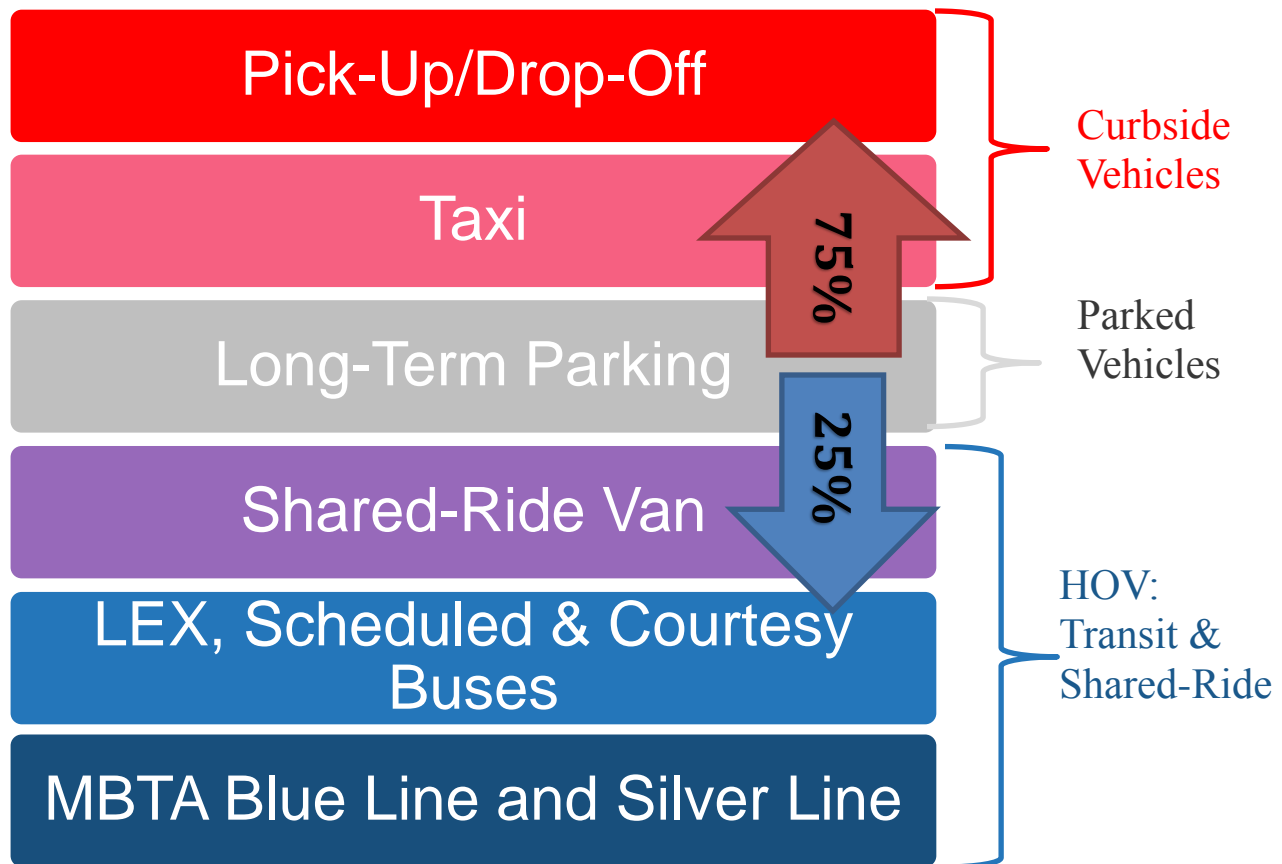 Pick-Up/Drop-Off
Taxi
Long-Term Parking
Shared-Ride Van
LEX, Scheduled & Courtesy
Buses
MBTA Blue Line and Silver Line
75%
25%
Curbside
Vehicles
Parked
Vehicles
HOV:
Transit &
Shared-Ride